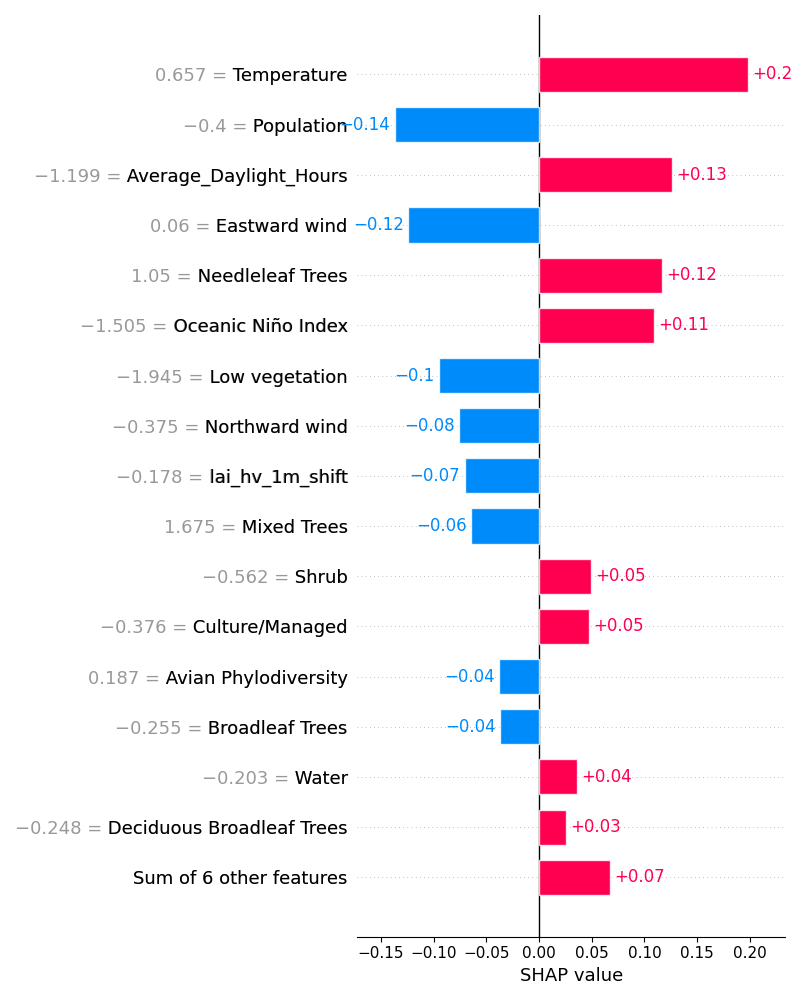 0.657 = Temperature +0.2
−0.4 = Population −0.14
−1.199 = Average_Daylight_Hours +0.13
0.06 = Eastward wind −0.12
1.05 = Needleleaf Trees +0.12
−1.505 = Oceanic Niño Index +0.11
−1.945 = Low vegetation −0.1
−0.375 = Northward wind −0.08
−0.178 = lai_hv_1m_shift −0.07
1.675 = Mixed Trees −0.06
−0.562 = Shrub +0.05
−0.376 = Culture/Managed +0.05
0.187 = Avian Phylodiversity −0.04
−0.255 = Broadleaf Trees −0.04
−0.203 = Water +0.04
−0.248 = Deciduous Broadleaf Trees +0.03
Sum of 6 other features +0.07
−0.15 −0.10 −0.05 0.00 0.05 0.10 0.15 0.20
SHAP value